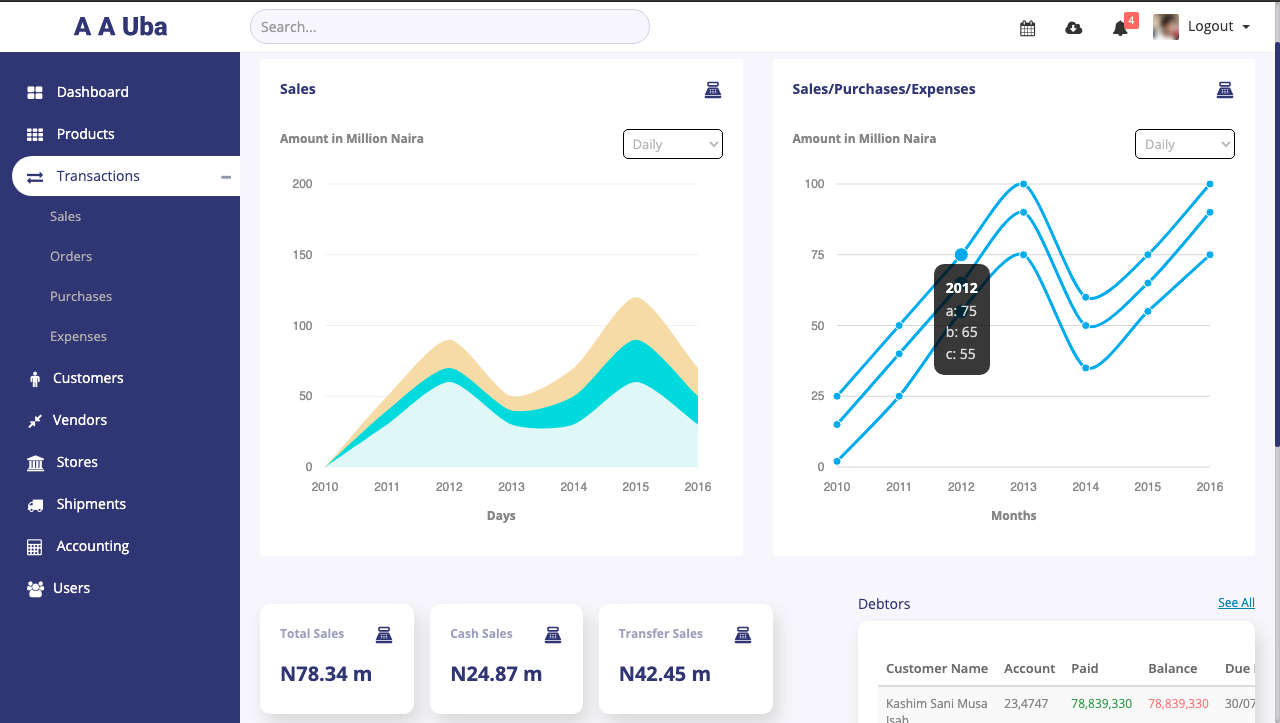 A A Uba
Search...
4
Logout
Dashboard
Products
Transactions
Sales
Orders
Purchases
Expenses
Customers
Vendors
Stores
Shipments
Accounting
Users
Sales
Amount in Million Naira
Daily
200
150
100
50
0
2010 2011 2012 2013 2014 2015 2016
Days
Sales/Purchases/Expenses
Amount in Million Naira
Daily
100
75
50
25
0
2012
a: 75
b: 65
c: 55
2010 2011 2012 2013 2014 2015 2016
Months
Total Sales
N78.34 m
Cash Sales
N24.87 m
Transfer Sales
N42.45 m
Debtors
See All
Customer Name Account Paid Balance Due
Kashim Sani Musa 23,4747 78,839,330 78,839,330 30/07
Isah